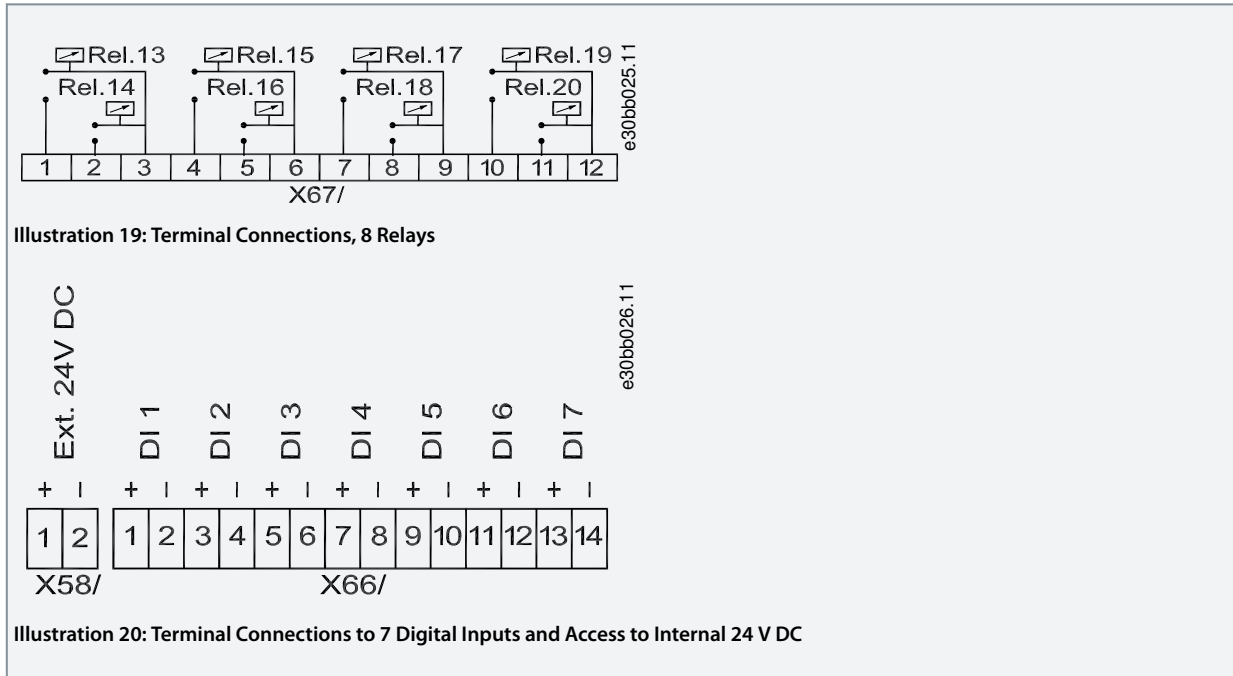 Rel.13 Rel.15 Rel.17 Rel.19
Rel.14 Rel.16 Rel.18 Rel.20
1 2 3 4 5 6 7 8 9 10 11 12
X67/
e30bb025.11
Illustration 19: Terminal Connections, 8 Relays
Ext. 24V DC
DI 1
DI 2
DI 3
DI 4
DI 5
DI 6
DI 7
e30bb026.11
+ − + − + − + − + − + − + − + −
1 2 1 2 3 4 5 6 7 8 9 10 11 12 13 14
X58/ X66/
Illustration 20: Terminal Connections to 7 Digital Inputs and Access to Internal 24 V DC